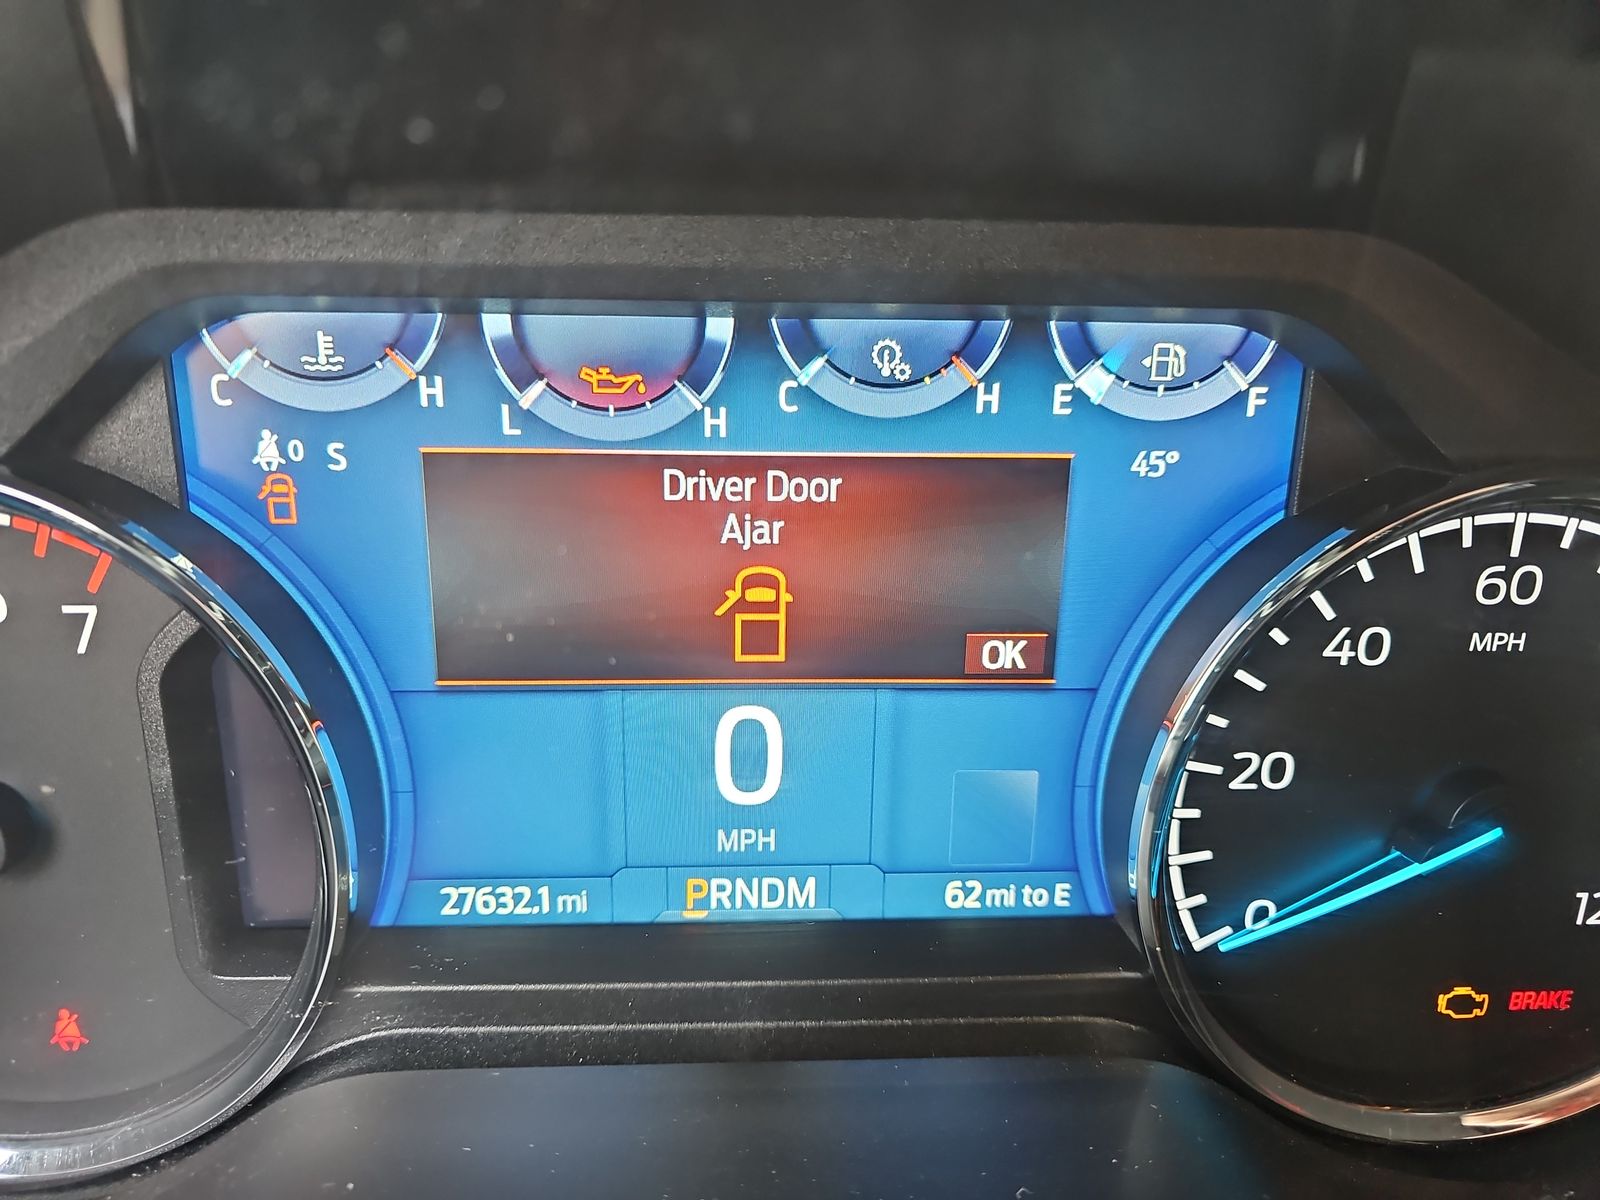 C H
L H
C H
E F
0 S
45°
Driver Door
Ajar
OK
7
60
MPH
40
20
0
0
MPH
27632.1 mi
PRNDM
62 mi to E
BRAKE